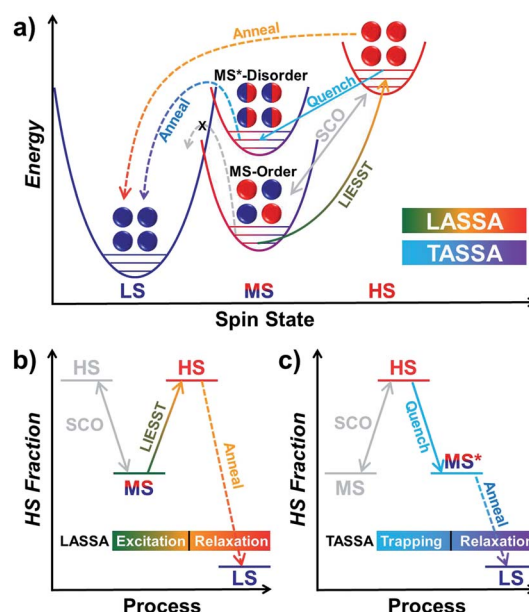 a)
Energy
Anneal
MS*-Disorder
Quench
Anneal
x
SCO
MS-Order
LIESST
LASSA
TASSA
LS
MS
HS
Spin State
b)
HS Fraction
HS
HS
SCO
LIESST
Anneal
MS
LASSA Excitation Relaxation
LS
Process
c)
HS Fraction
HS
SCO
Quench
MS
MS*
Anneal
TASSA Trapping Relaxation
LS
Process